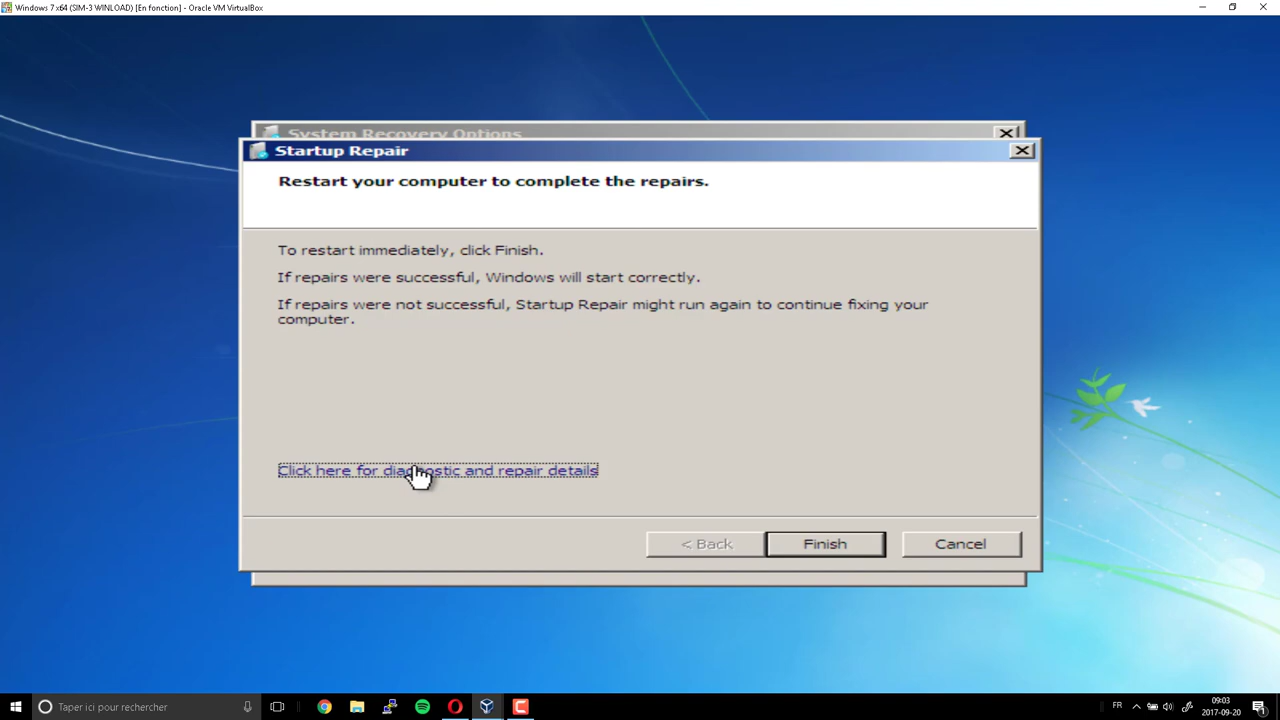 Windows 7 x64 (SIM-3 WINLOAD) [En fonction] - Oracle VM VirtualBox
System Recovery Options
Startup Repair
Restart your computer to complete the repairs.
To restart immediately, click Finish.
If repairs were successful, Windows will start correctly.
If repairs were not successful, Startup Repair might run again to continue fixing your
computer.
Click here for diagnostic and repair details
< Back
Finish
Cancel
Taper ici pour rechercher
FR
09:03
2017-09-20
1